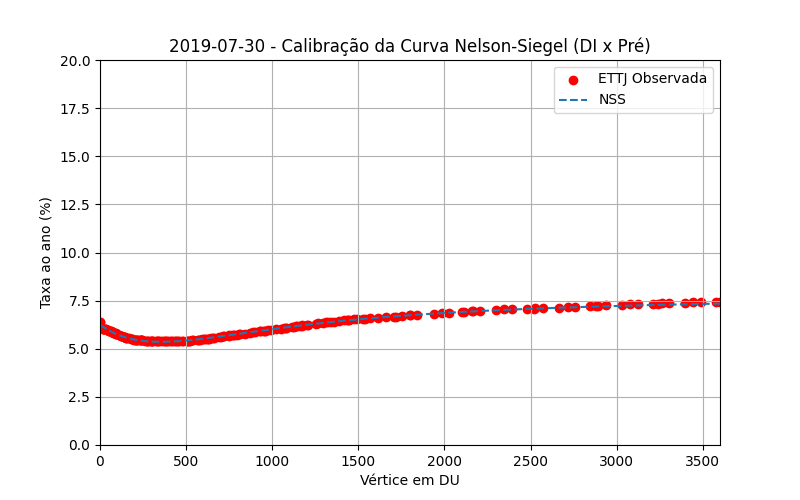 2019-07-30 - Calibração da Curva Nelson-Siegel (DI x Pré)
ETTJ Observada
NSS
Taxa ao ano (%)
20.0
17.5
15.0
12.5
10.0
7.5
5.0
2.5
0.0
0 500 1000 1500 2000 2500 3000 3500
Vértice em DU